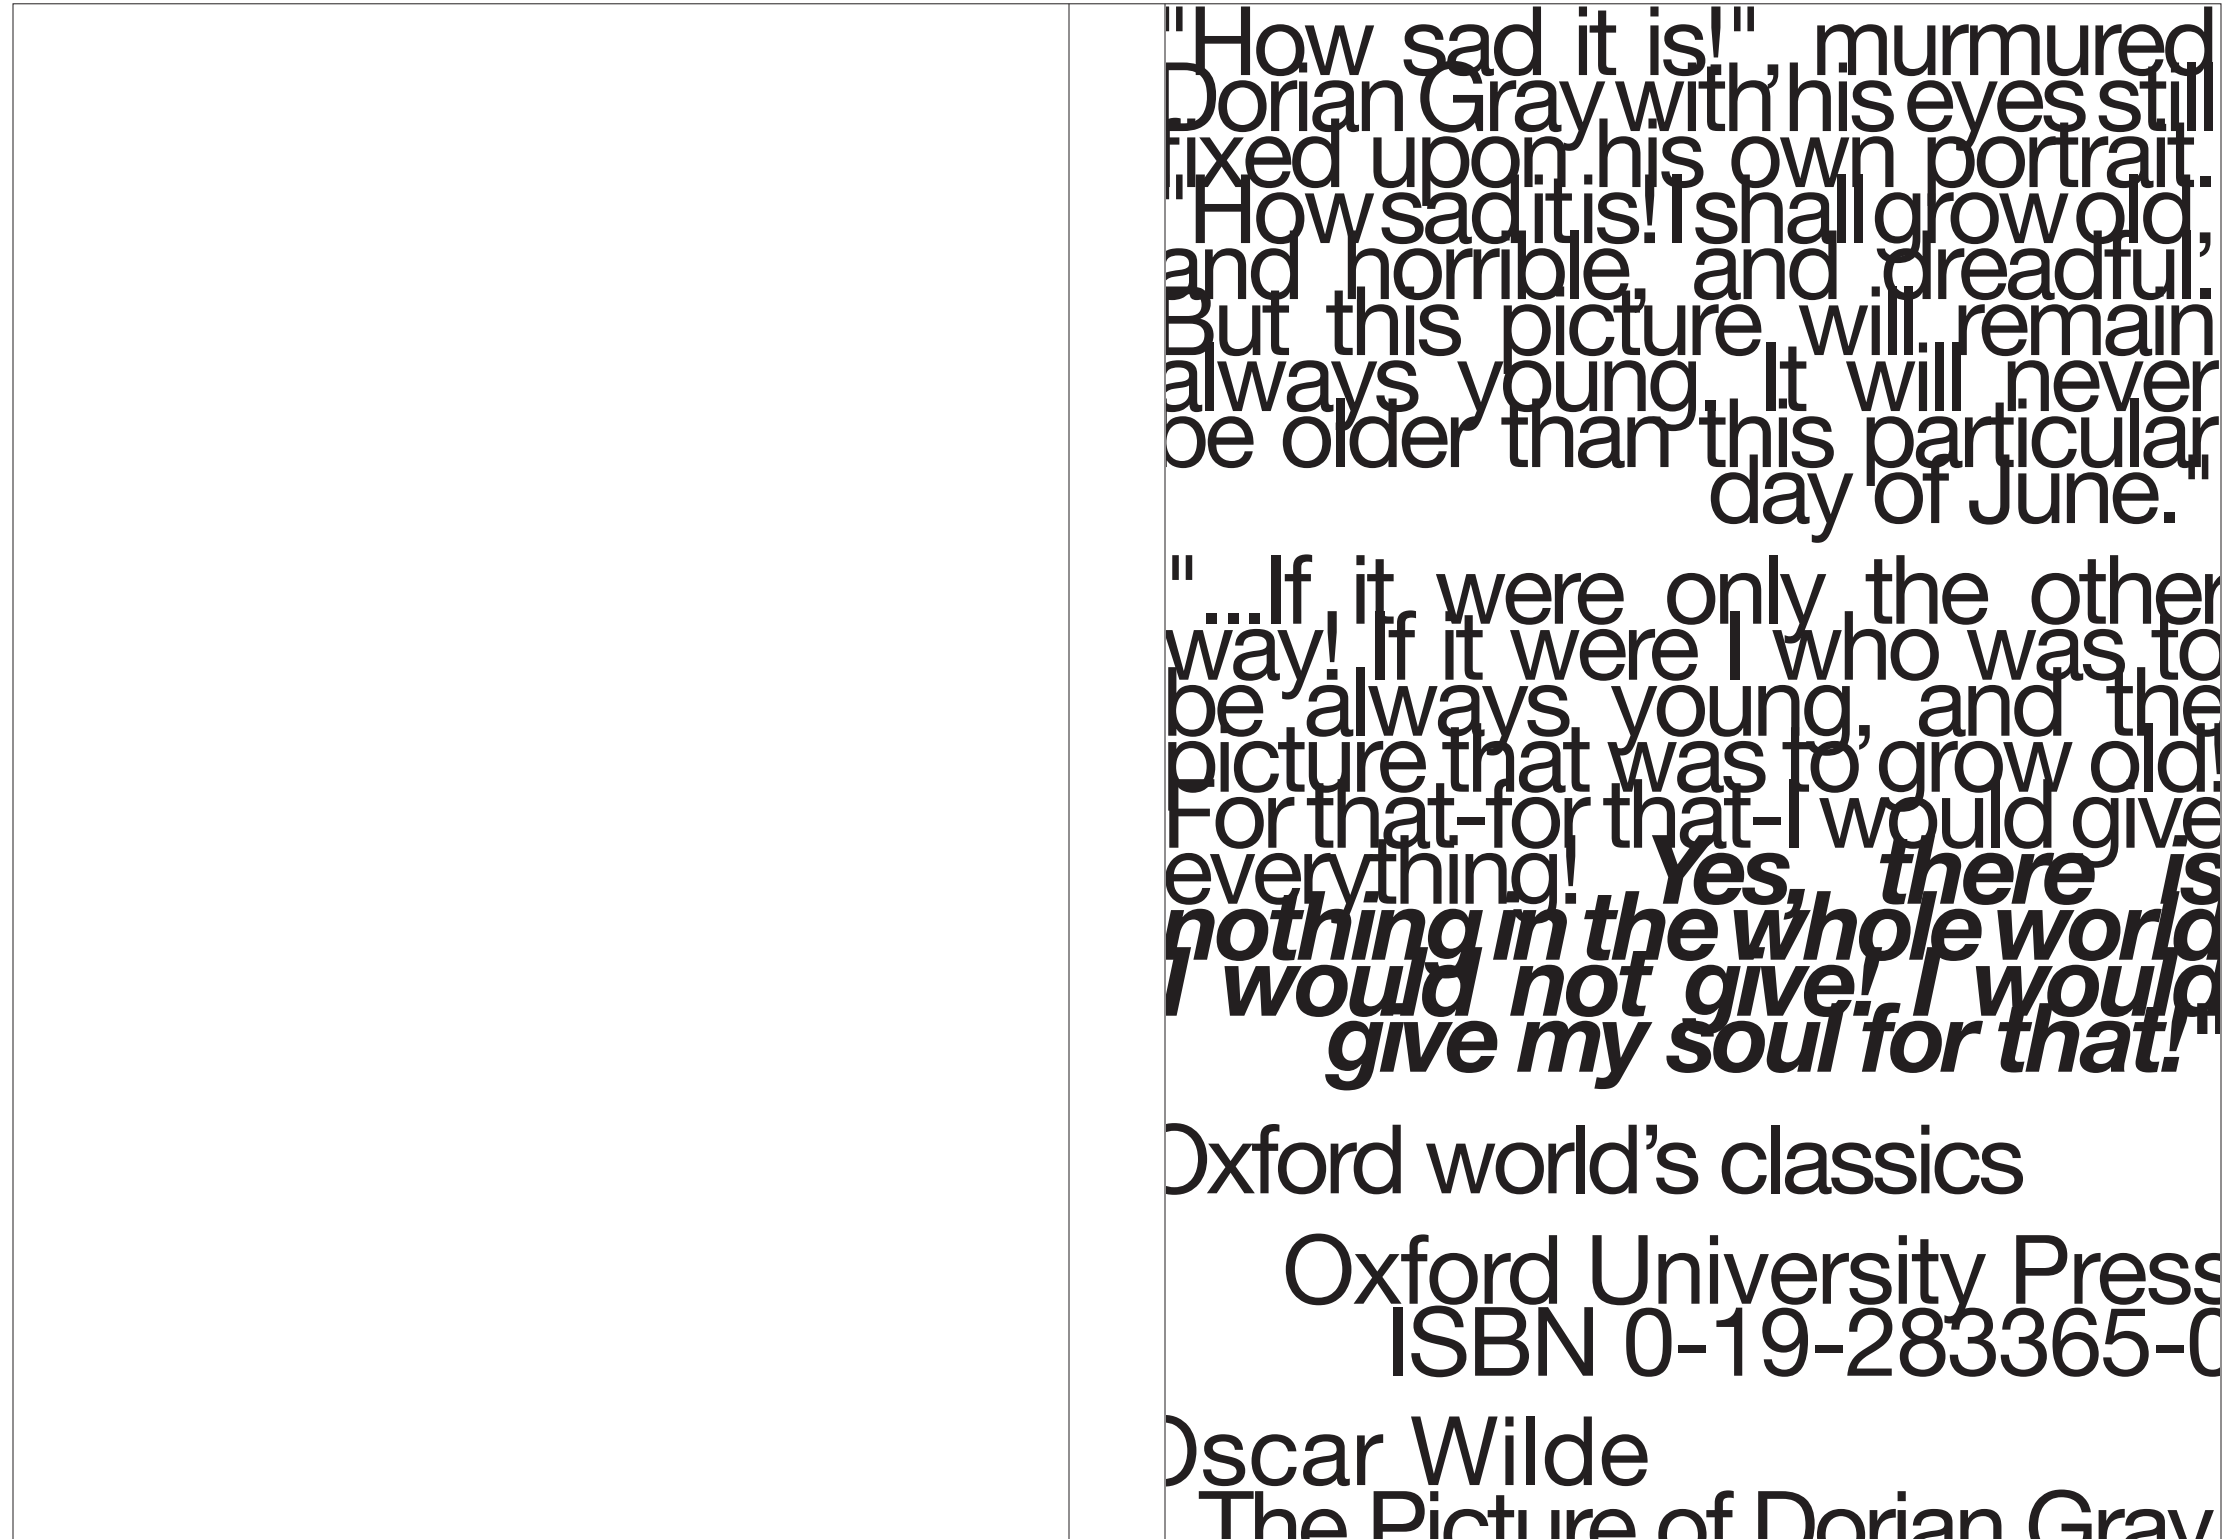 "How sad it is!", murmured
Dorian Gray with his eyes still
fixed upon his own portrait.
"How sad it is! I shall grow old,
and horrible, and dreadful.
But this picture will remain
always young. It will never
be older than this particular
day of June."
"...If it were only the other
way! If it were I who was to
be always young, and the
picture that was to grow old!
For that-for that-I would give
everything! Yes, there is
nothing in the whole world
I would not give! I would
give my soul for that!"
Oxford world’s classics
Oxford University Press
ISBN 0-19-283365-0
Oscar Wilde
The Picture of Dorian Gray